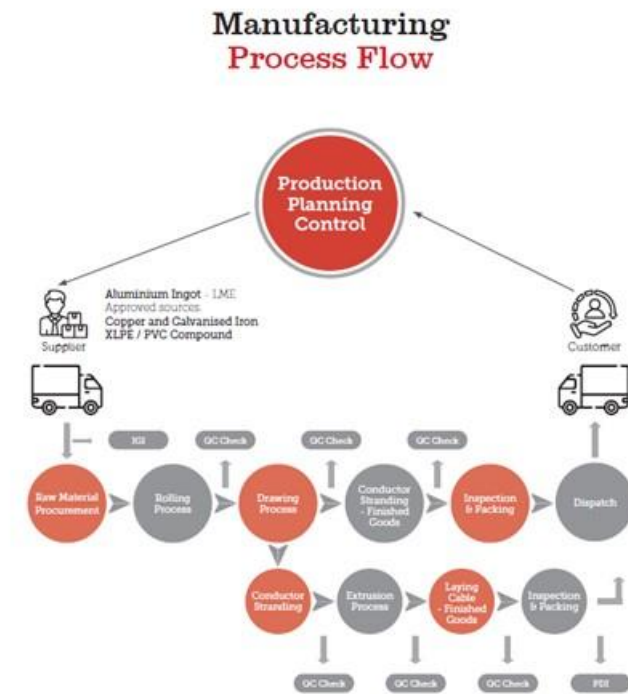 Manufacturing
Process Flow
Production
Planning
Control
Aluminium Ingot - LME
Approved sources
Copper and Galvanised Iron
XLPE / PVC Compound
Supplier
Customer
QC Check
QC Check
QC Check
Raw Material
Procurement
Rolling
Process
Drawing
Process
Conductor
Stranding
- Finished
Goods
Inspection
& Packing
Dispatch
Conductor
Stranding
Extrusion
Process
Laying
Cable
- Finished
Goods
Inspection
& Packing
QC Check
QC Check
QC Check
PDI